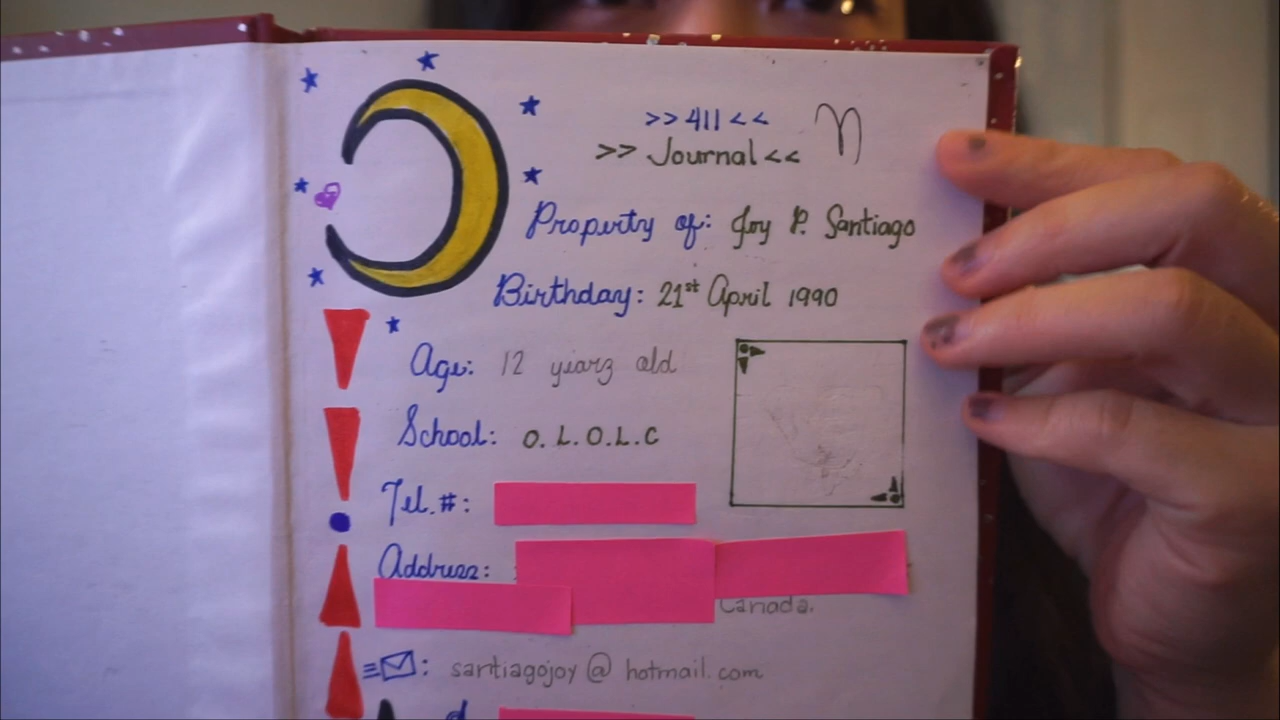 >> 411 <<
>> Journal <<
Property of: Joy P. Santiago
Birthday: 21st April 1990
Age: 12 yearz old
School: O.L.O.L.C
Tel.#:
Address:
Canada.
: santiagojoy@hotmail.com